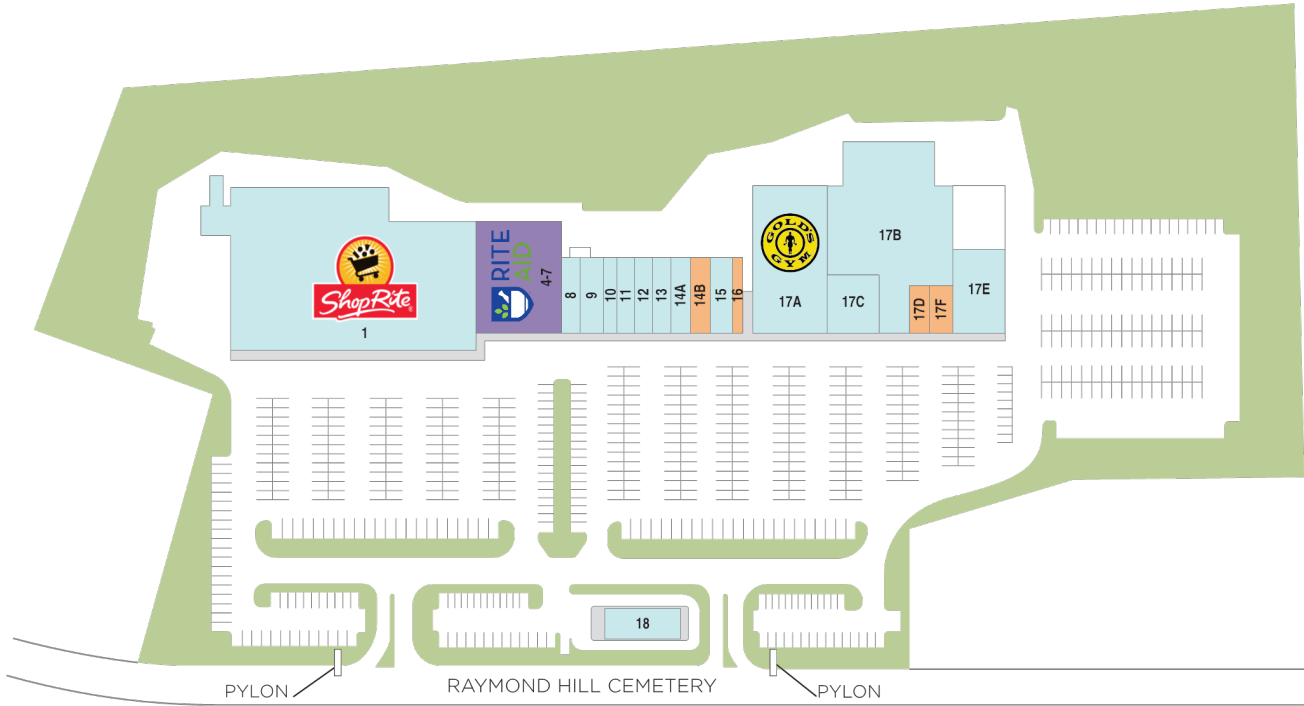 GOLD'S
GYM
RITE
AID
4-7
ShopRite
1
8
9
10
11
12
13
14A
14B
15
16
17A
17B
17C
17D
17F
17E
18
PYLON
RAYMOND HILL CEMETERY
PYLON